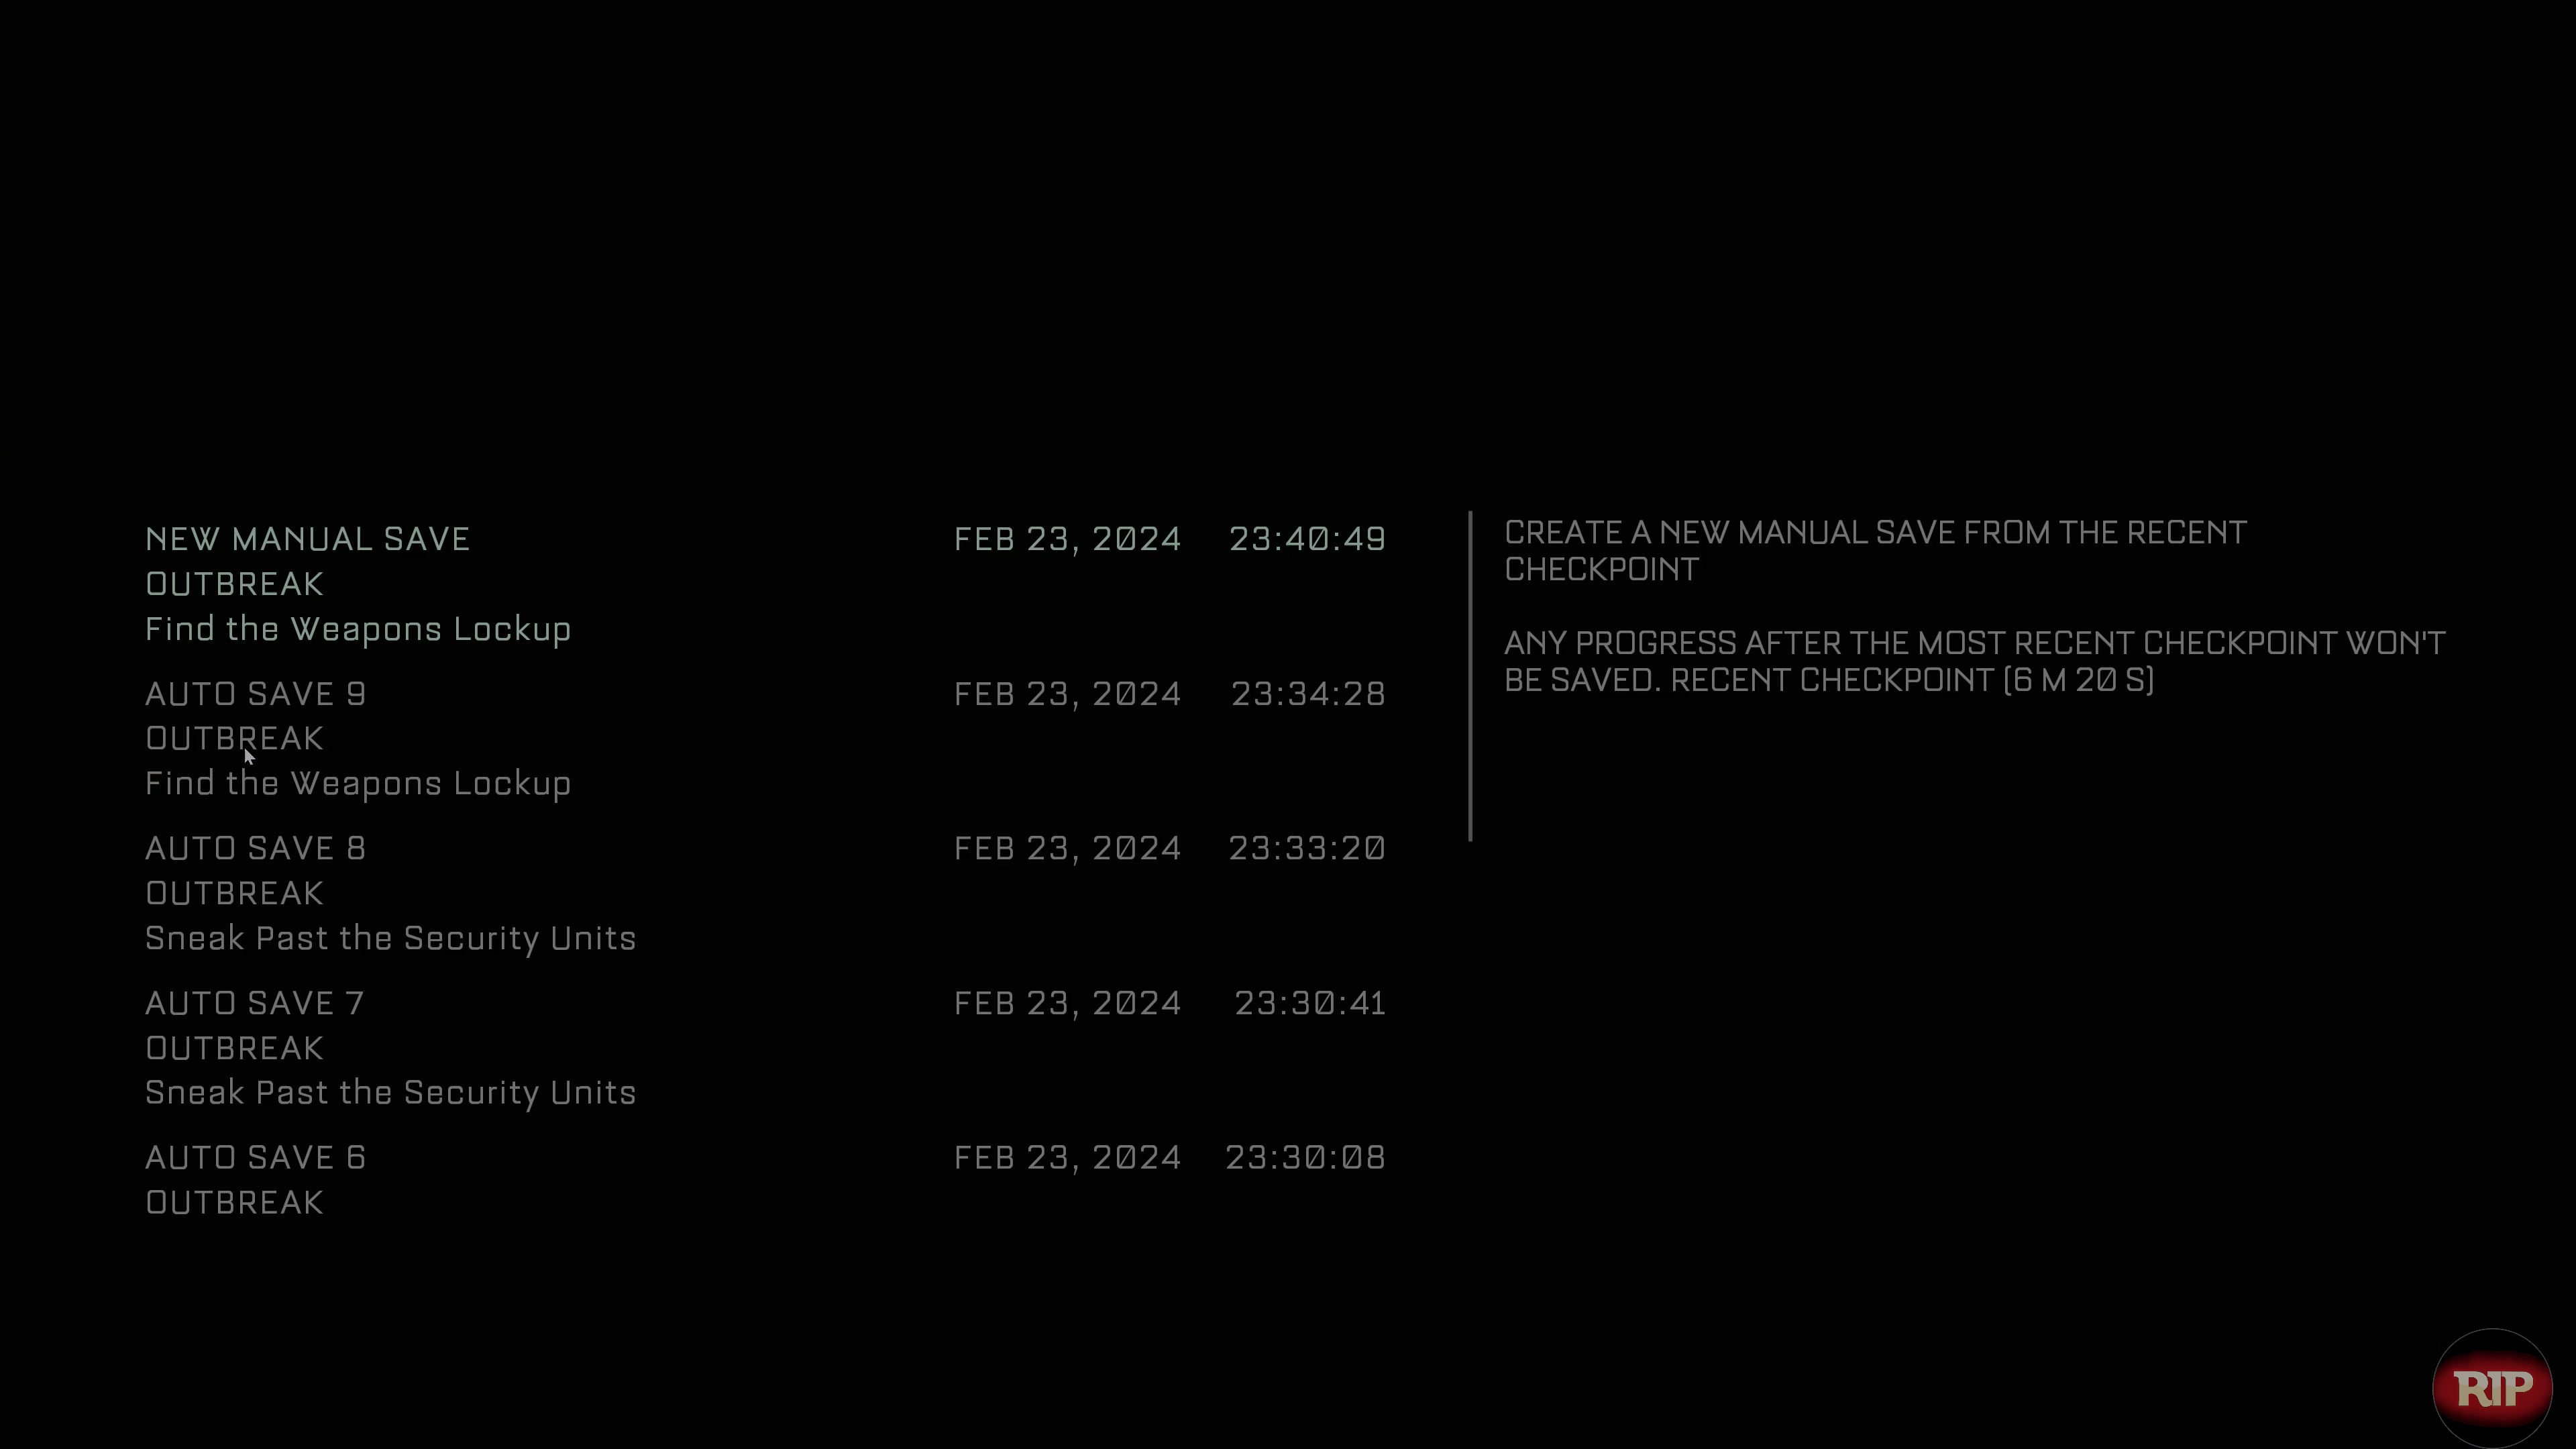 NEW MANUAL SAVE FEB 23, 2024 23:40:49
OUTBREAK
Find the Weapons Lockup
AUTO SAVE 9 FEB 23, 2024 23:34:28
OUTBREAK
Find the Weapons Lockup
AUTO SAVE 8 FEB 23, 2024 23:33:20
OUTBREAK
Sneak Past the Security Units
AUTO SAVE 7 FEB 23, 2024 23:30:41
OUTBREAK
Sneak Past the Security Units
AUTO SAVE 6 FEB 23, 2024 23:30:08
OUTBREAK
CREATE A NEW MANUAL SAVE FROM THE RECENT
CHECKPOINT
ANY PROGRESS AFTER THE MOST RECENT CHECKPOINT WON'T
BE SAVED. RECENT CHECKPOINT (6 M 20 S)
RIP